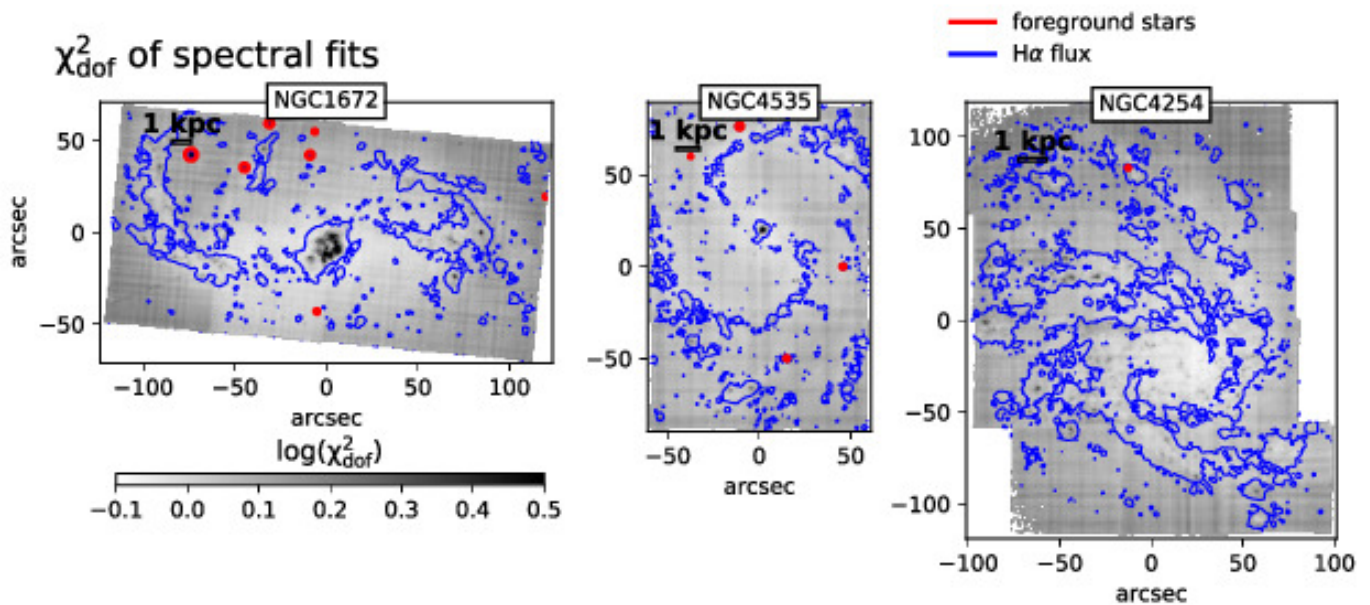 foreground stars
Hα flux
χ²dof of spectral fits
NGC1672
NGC4535
NGC4254
1 kpc
1 kpc
1 kpc
50
0
−50
arcsec
−100
−50
0
50
100
arcsec
50
0
−50
−50
0
50
arcsec
100
50
0
−50
−100
−100
−50
0
50
100
arcsec
log(χ²dof)
−0.1
0.0
0.1
0.2
0.3
0.4
0.5